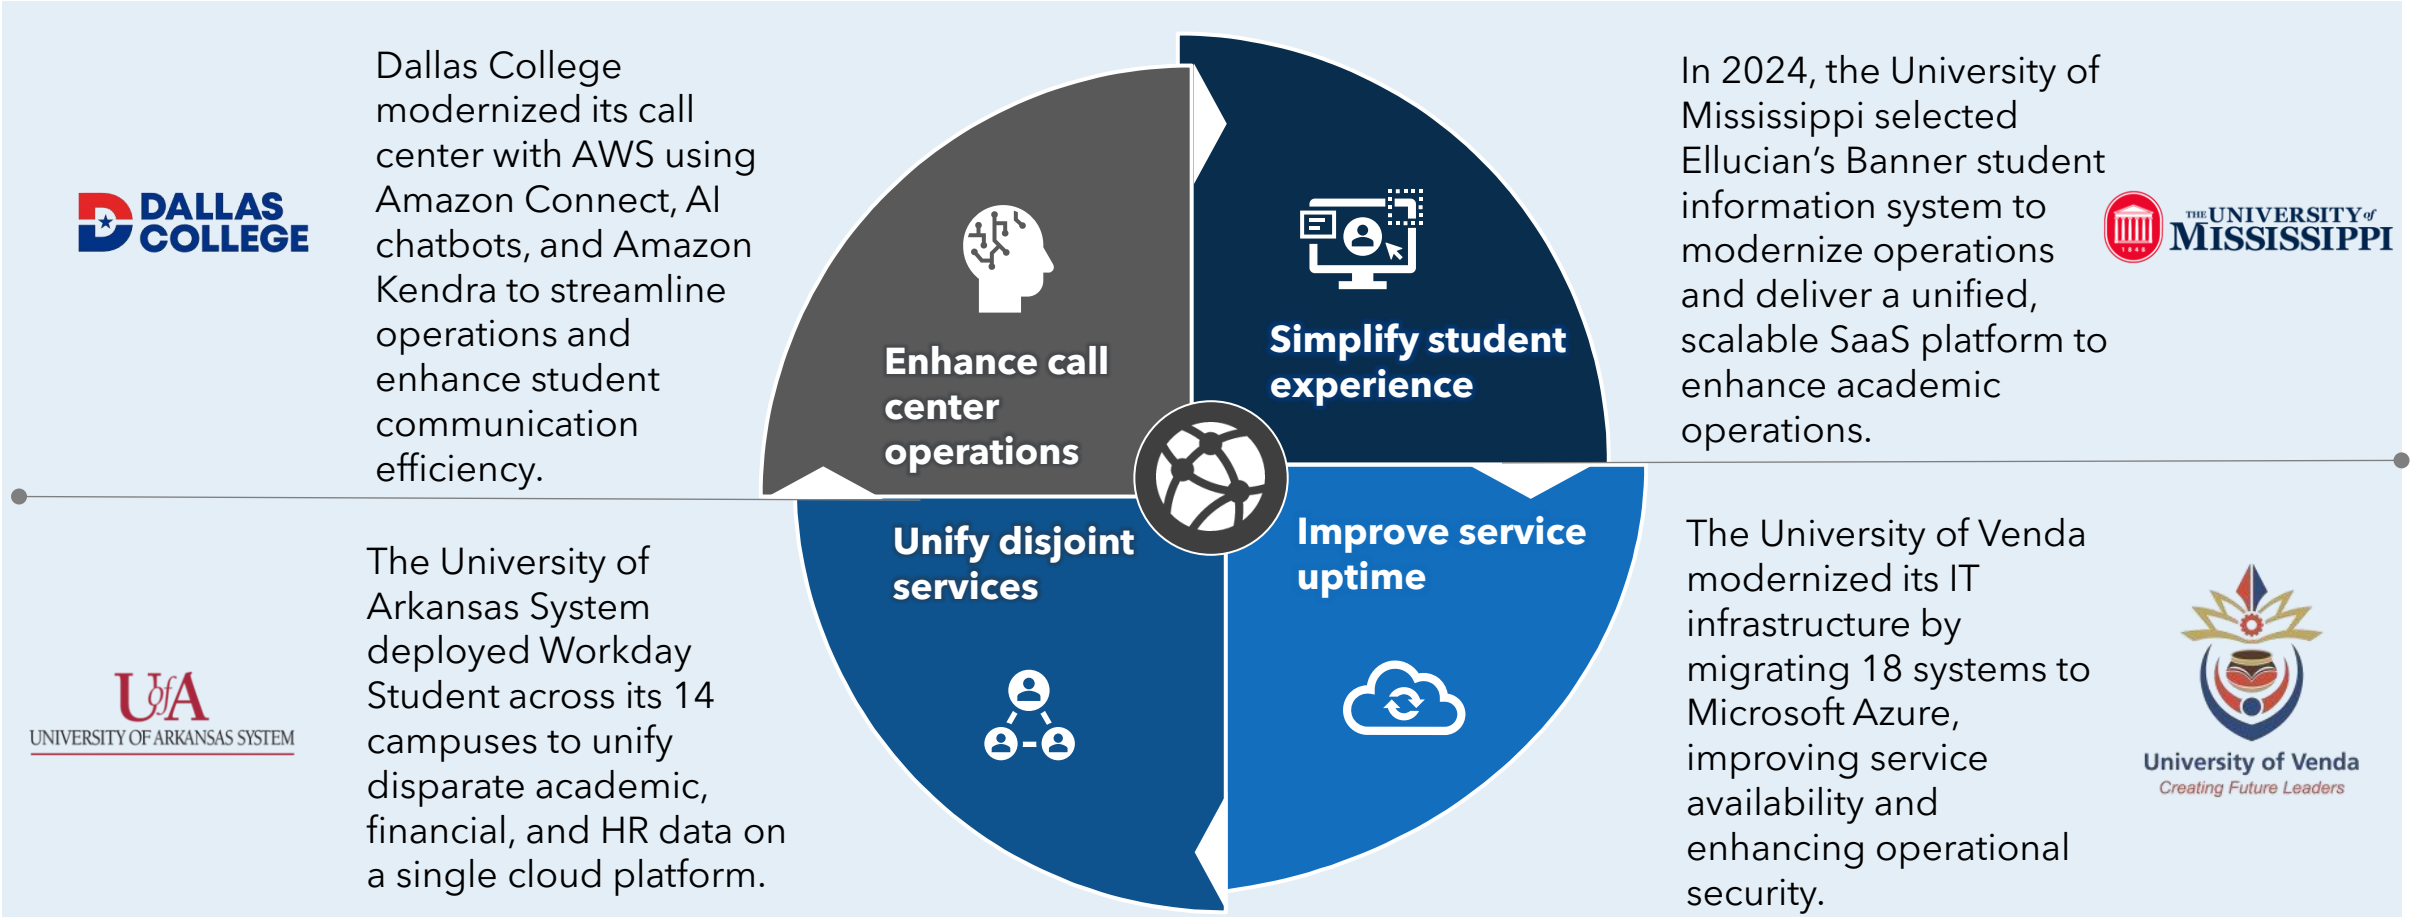 DALLAS
COLLEGE
Dallas College
modernized its call
center with AWS using
Amazon Connect, AI
chatbots, and Amazon
Kendra to streamline
operations and
enhance student
communication
efficiency.
Enhance call
center
operations
Simplify student
experience
In 2024, the University of
Mississippi selected
Ellucian’s Banner student
information system to
modernize operations
and deliver a unified,
scalable SaaS platform to
enhance academic
operations.
1848
THE UNIVERSITY of
MISSISSIPPI
U of A
UNIVERSITY OF ARKANSAS SYSTEM
The University of
Arkansas System
deployed Workday
Student across its 14
campuses to unify
disparate academic,
financial, and HR data on
a single cloud platform.
Unify disjoint
services
Improve service
uptime
The University of Venda
modernized its IT
infrastructure by
migrating 18 systems to
Microsoft Azure,
improving service
availability and
enhancing operational
security.
University of Venda
Creating Future Leaders